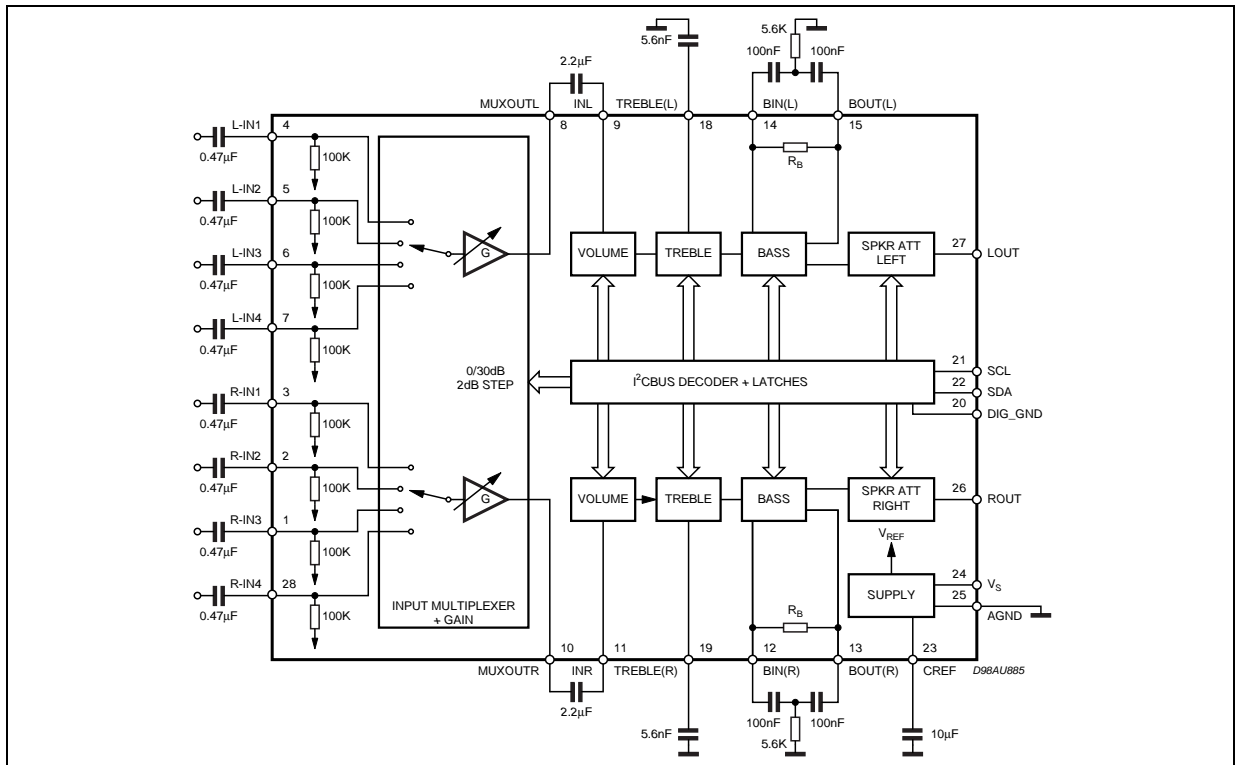 5.6K
5.6nF 100nF 100nF
2.2μF
MUXOUTL INL TREBLE(L) BIN(L) BOUT(L)
8 9 18 14 15
L-IN1 4
0.47μF 100K
R_B
L-IN2 5
0.47μF 100K
G VOLUME TREBLE BASS SPKR ATT LEFT 27 LOUT
L-IN3 6
0.47μF 100K
L-IN4 7
0.47μF 100K
0/30dB
2dB STEP
I²CBUS DECODER + LATCHES
21 SCL
22 SDA
20 DIG_GND
R-IN1 3
0.47μF 100K
R-IN2 2
0.47μF 100K
G VOLUME TREBLE BASS SPKR ATT RIGHT 26 ROUT
R-IN3 1
0.47μF 100K
V_REF
R-IN4 28
0.47μF 100K
SUPPLY
24 V_S
25 AGND
INPUT MULTIPLEXER
+ GAIN
R_B
10 11 19 12 13 23
MUXOUTR INR TREBLE(R) BIN(R) BOUT(R) CREF D98AU885
2.2μF
100nF 100nF
5.6nF 5.6K 10μF